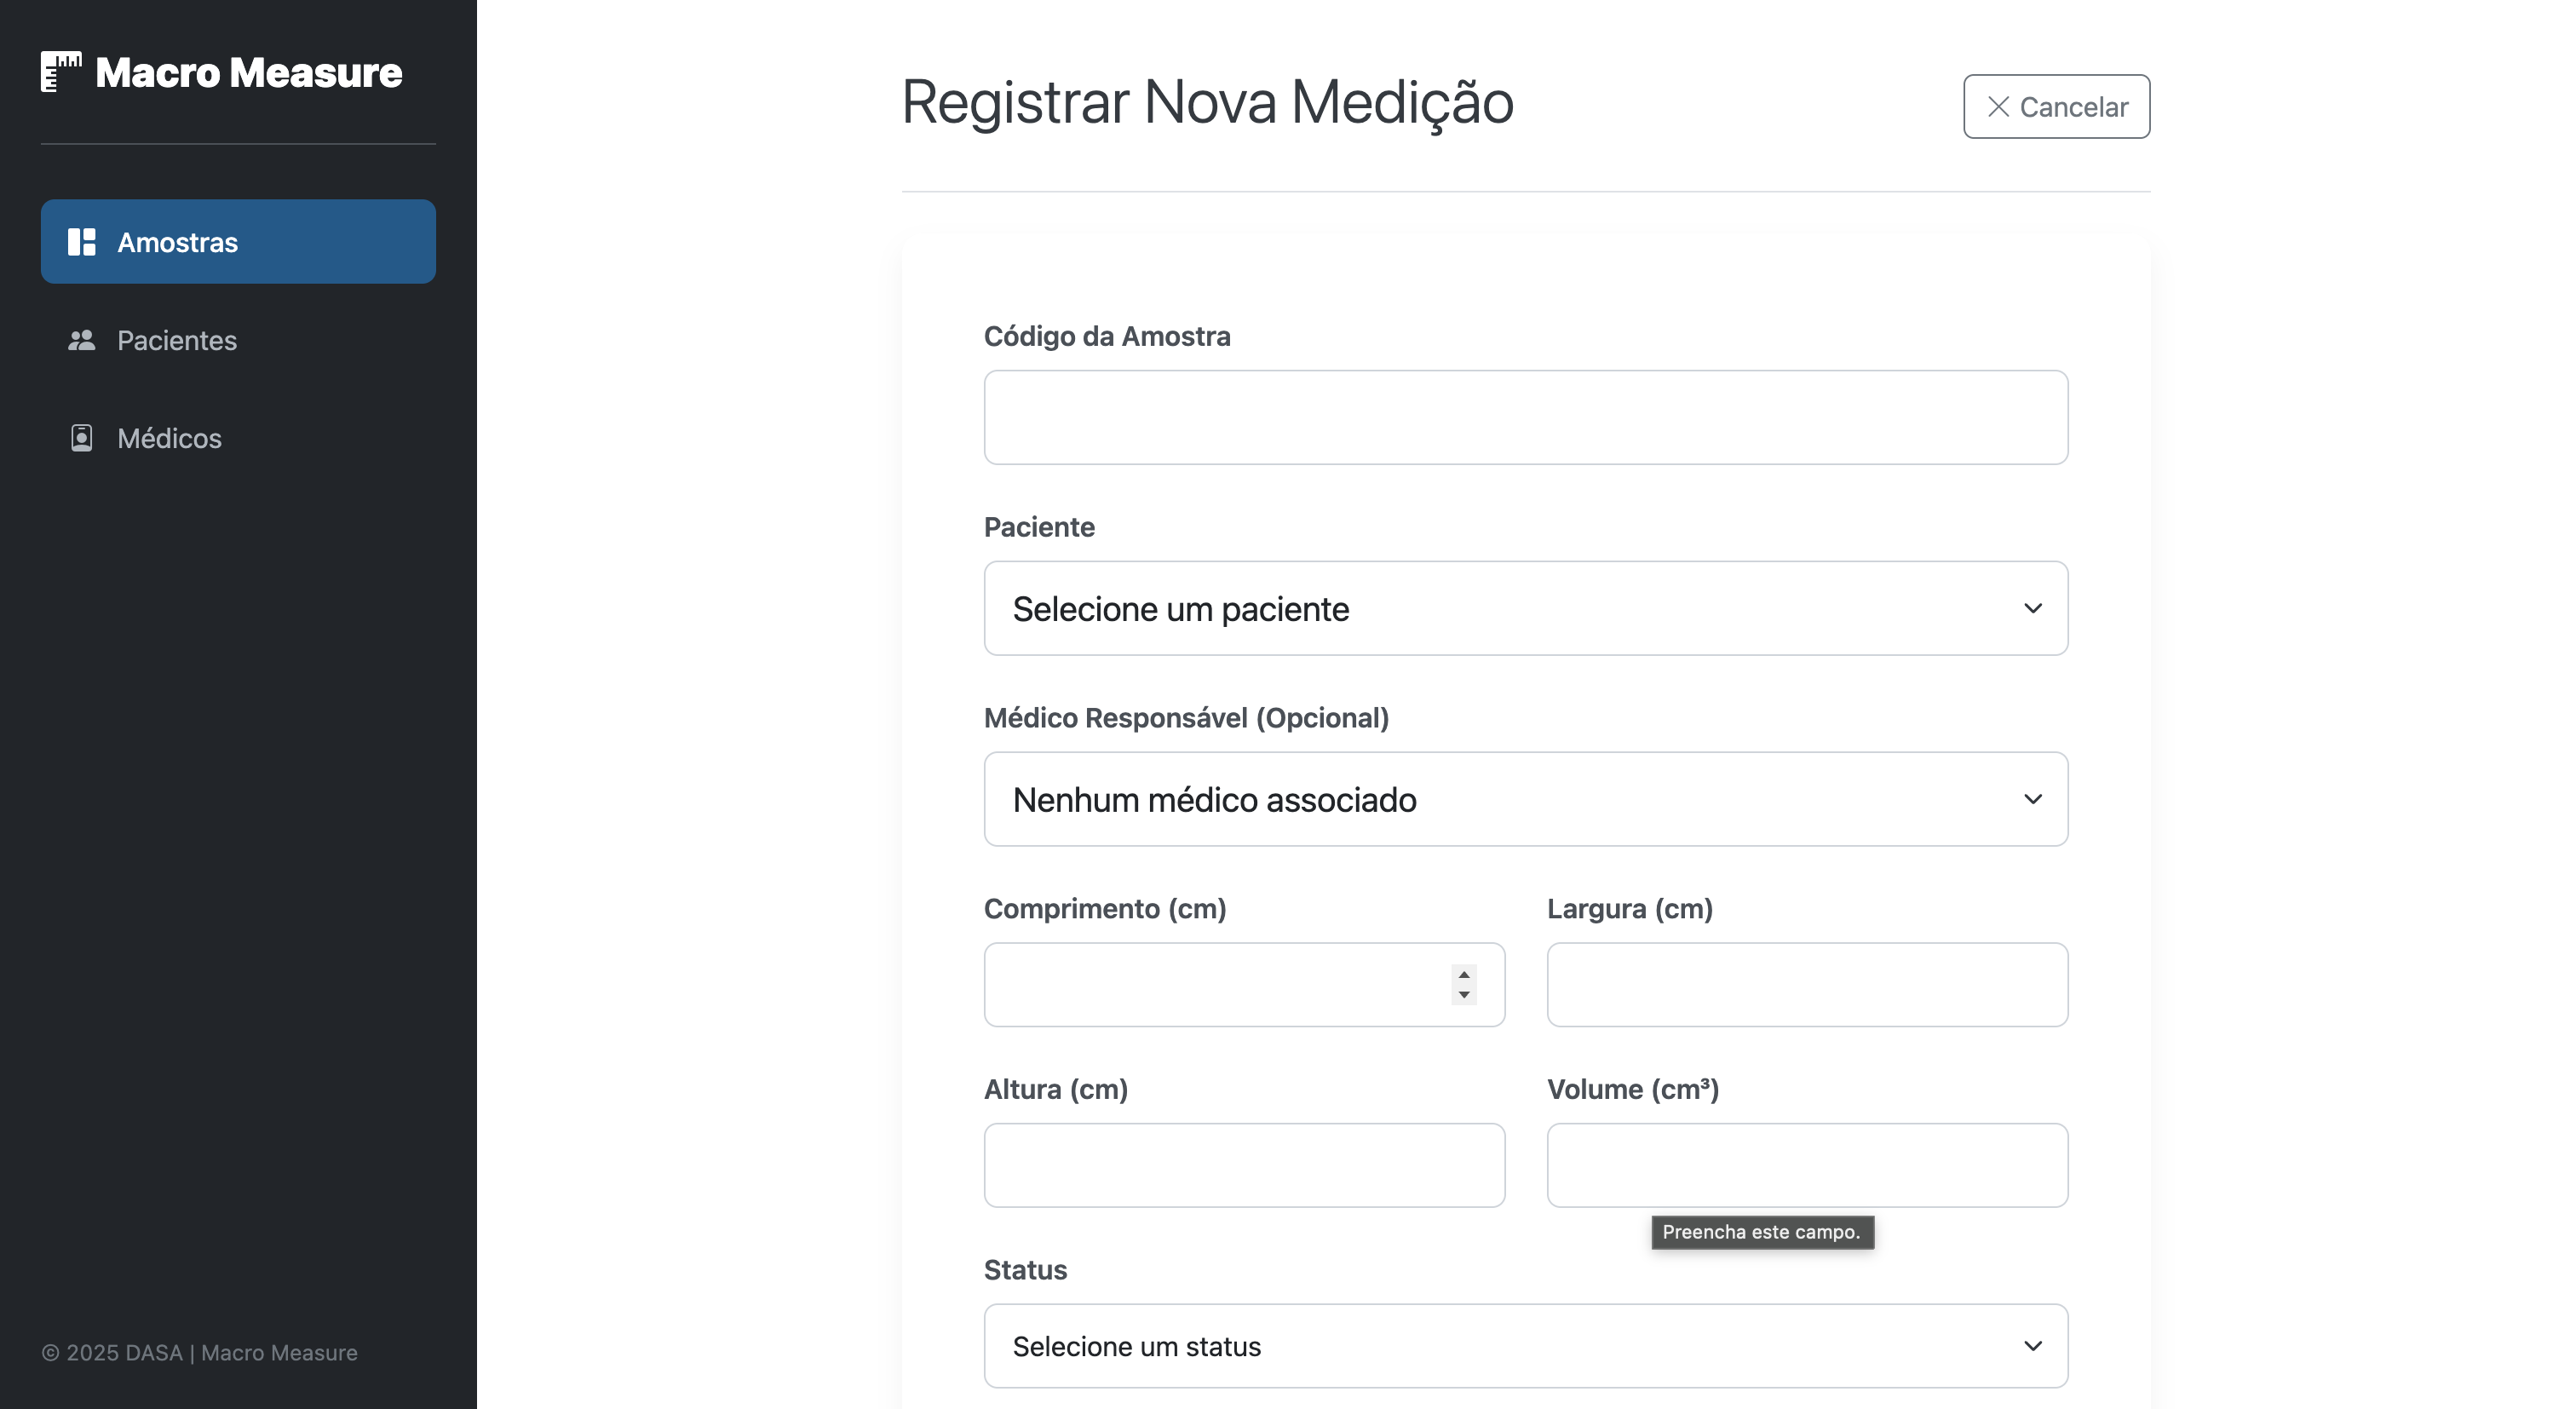 Macro Measure
Amostras
Pacientes
Médicos
© 2025 DASA | Macro Measure
Registrar Nova Medição
Cancelar
Código da Amostra
Paciente
Selecione um paciente
Médico Responsável (Opcional)
Nenhum médico associado
Comprimento (cm)
Largura (cm)
Altura (cm)
Volume (cm³)
Preencha este campo.
Status
Selecione um status